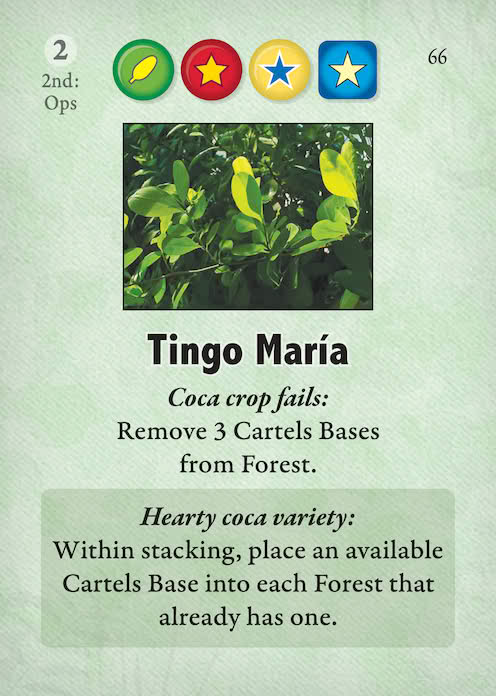 2
2nd:
Ops
66
Tingo María
Coca crop fails:
Remove 3 Cartels Bases
from Forest.
Hearty coca variety:
Within stacking, place an available
Cartels Base into each Forest that
already has one.